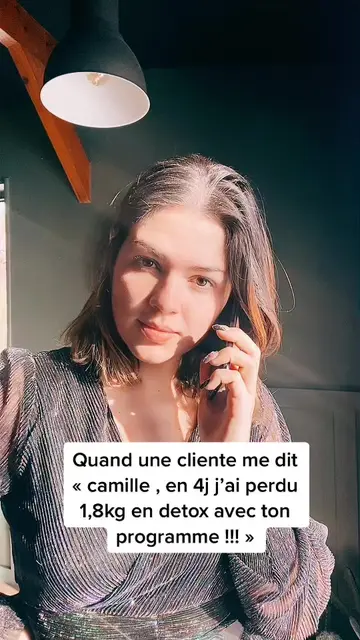 Quand une cliente me dit
« camille , en 4j j’ai perdu
1,8kg en detox avec ton
programme !!! »